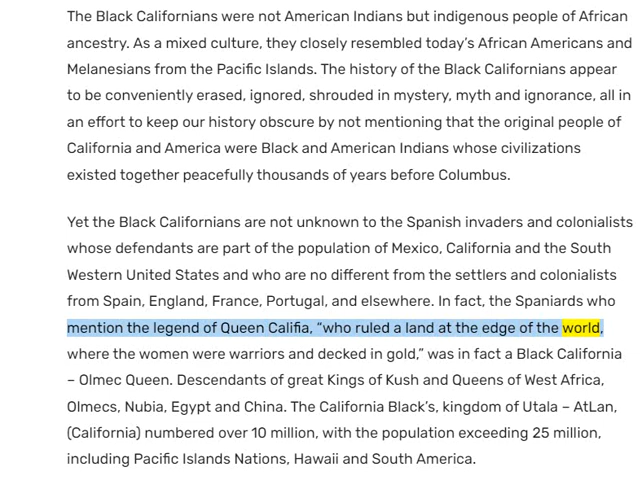 The Black Californians were not American Indians but indigenous people of African
ancestry. As a mixed culture, they closely resembled today's African Americans and
Melanesians from the Pacific Islands. The history of the Black Californians appear
to be conveniently erased, ignored, shrouded in mystery, myth and ignorance, all in
an effort to keep our history obscure by not mentioning that the original people of
California and America were Black and American Indians whose civilizations
existed together peacefully thousands of years before Columbus.
Yet the Black Californians are not unknown to the Spanish invaders and colonialists
whose defendants are part of the population of Mexico, California and the South
Western United States and who are no different from the settlers and colonialists
from Spain, England, France, Portugal, and elsewhere. In fact, the Spaniards who
mention the legend of Queen Califia, "who ruled a land at the edge of the world,
where the women were warriors and decked in gold," was in fact a Black California
– Olmec Queen. Descendants of great Kings of Kush and Queens of West Africa,
Olmecs, Nubia, Egypt and China. The California Black's, kingdom of Utala – AtLan,
(California) numbered over 10 million, with the population exceeding 25 million,
including Pacific Islands Nations, Hawaii and South America.